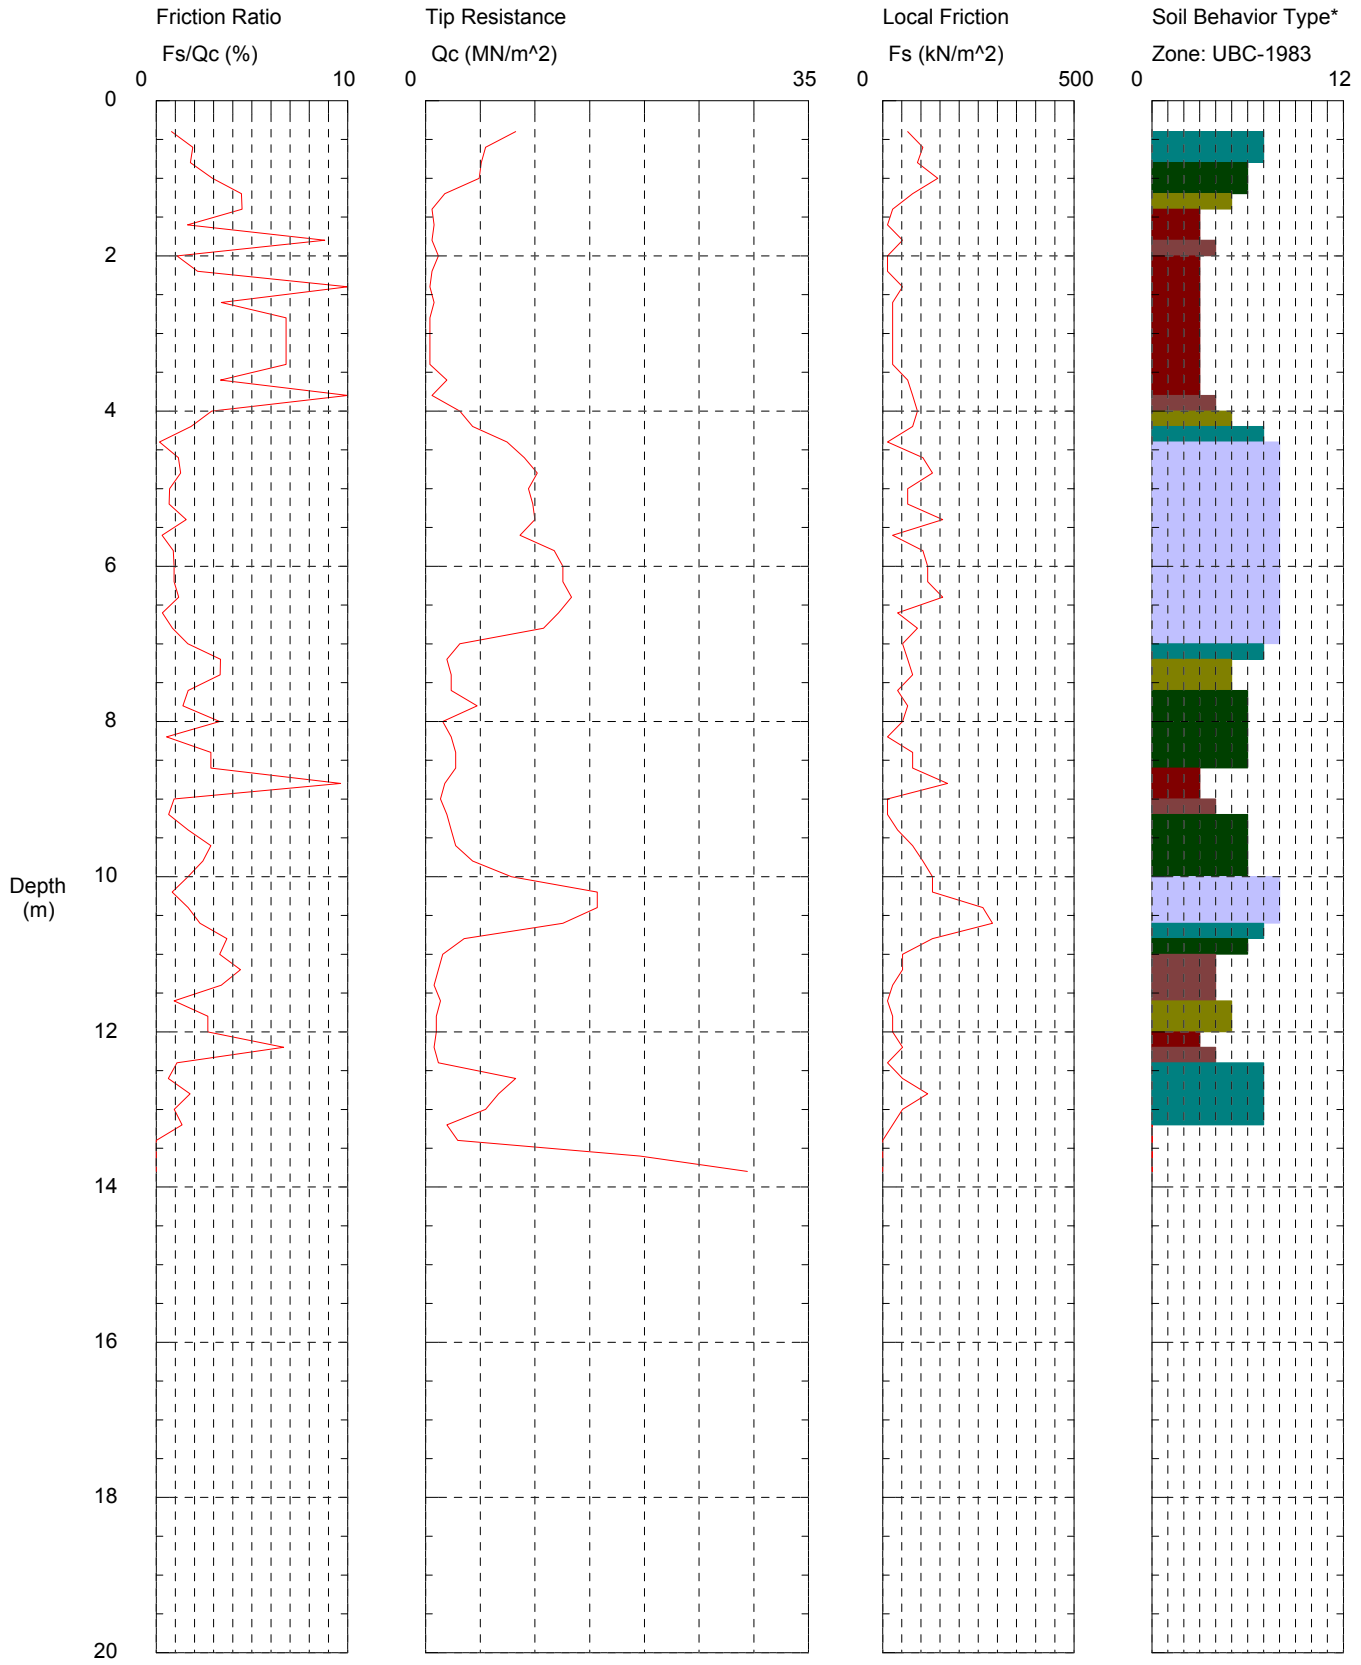 Friction Ratio Tip Resistance Local Friction Soil Behavior Type*
Fs/Qc (%) Qc (MN/m^2) Fs (kN/m^2) Zone: UBC-1983
0 10 0 35 0 500 0 12
0
2
4
6
8
10
Depth
(m)
12
14
16
18
20